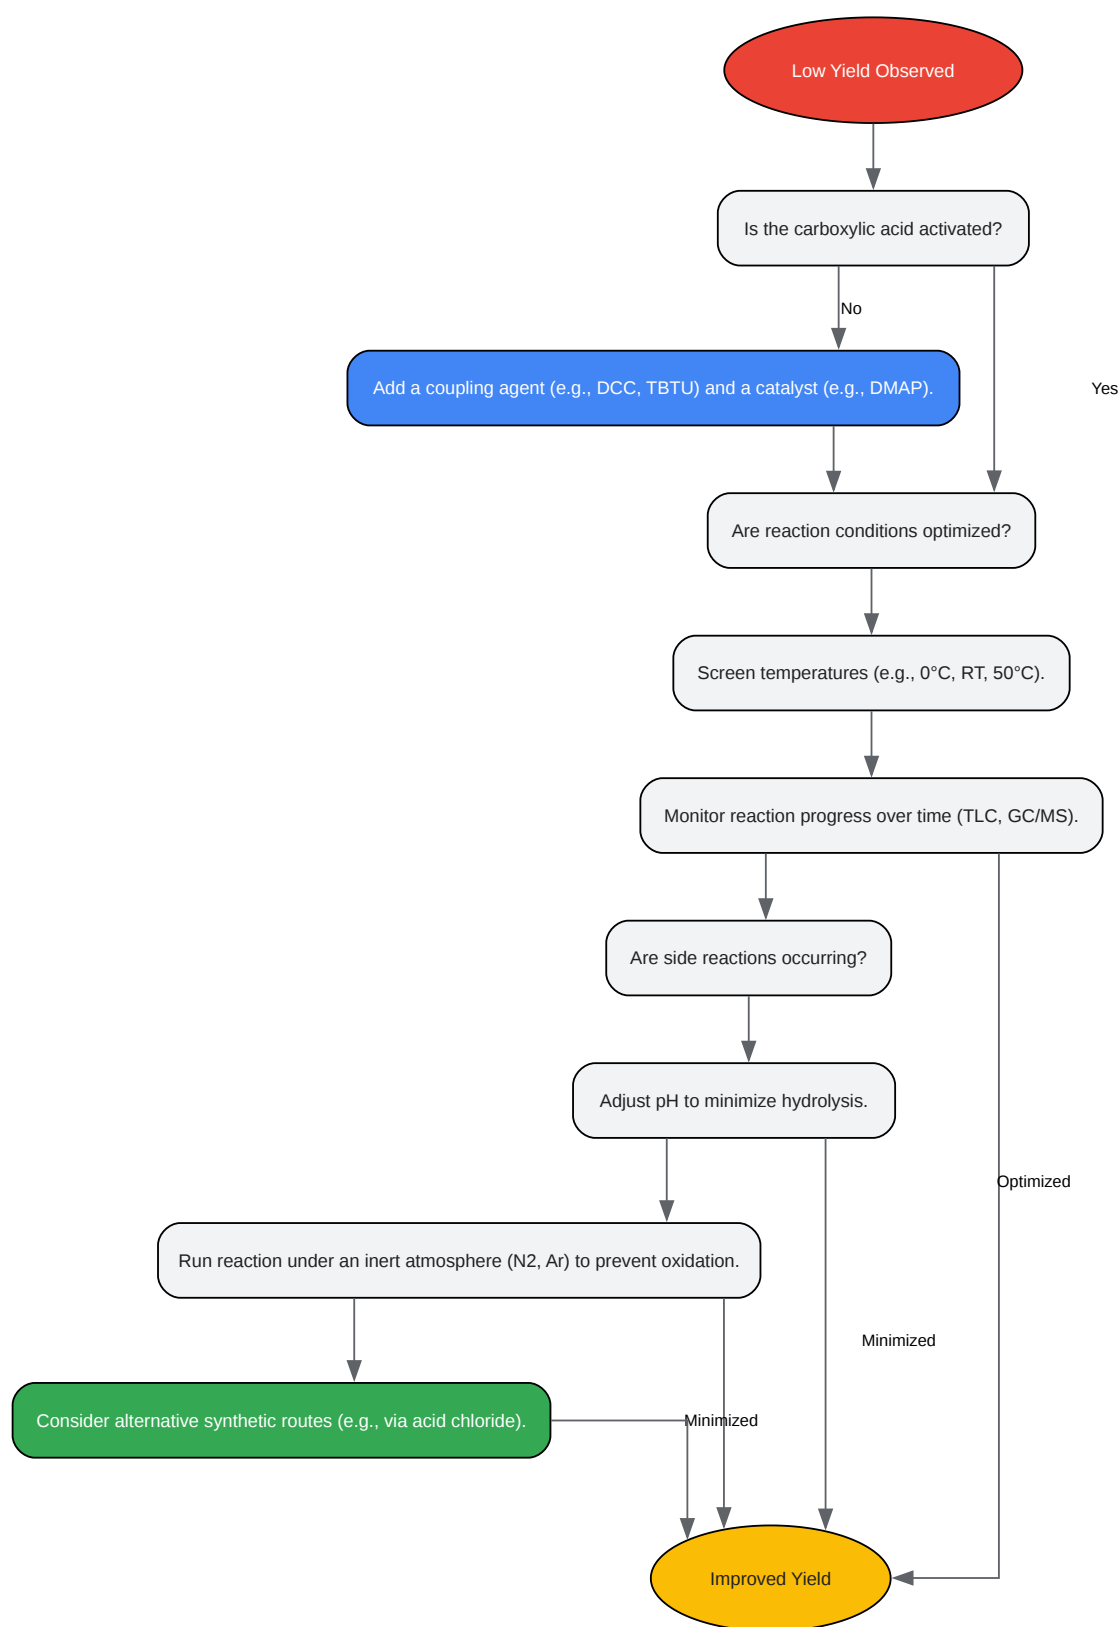 Low Yield Observed
Is the carboxylic acid activated?
No
Add a coupling agent (e.g., DCC, TBTU) and a catalyst (e.g., DMAP).
Yes
Are reaction conditions optimized?
Screen temperatures (e.g., 0°C, RT, 50°C).
Monitor reaction progress over time (TLC, GC/MS).
Are side reactions occurring?
Adjust pH to minimize hydrolysis.
Optimized
Run reaction under an inert atmosphere (N2, Ar) to prevent oxidation.
Minimized
Consider alternative synthetic routes (e.g., via acid chloride).
Minimized
Improved Yield